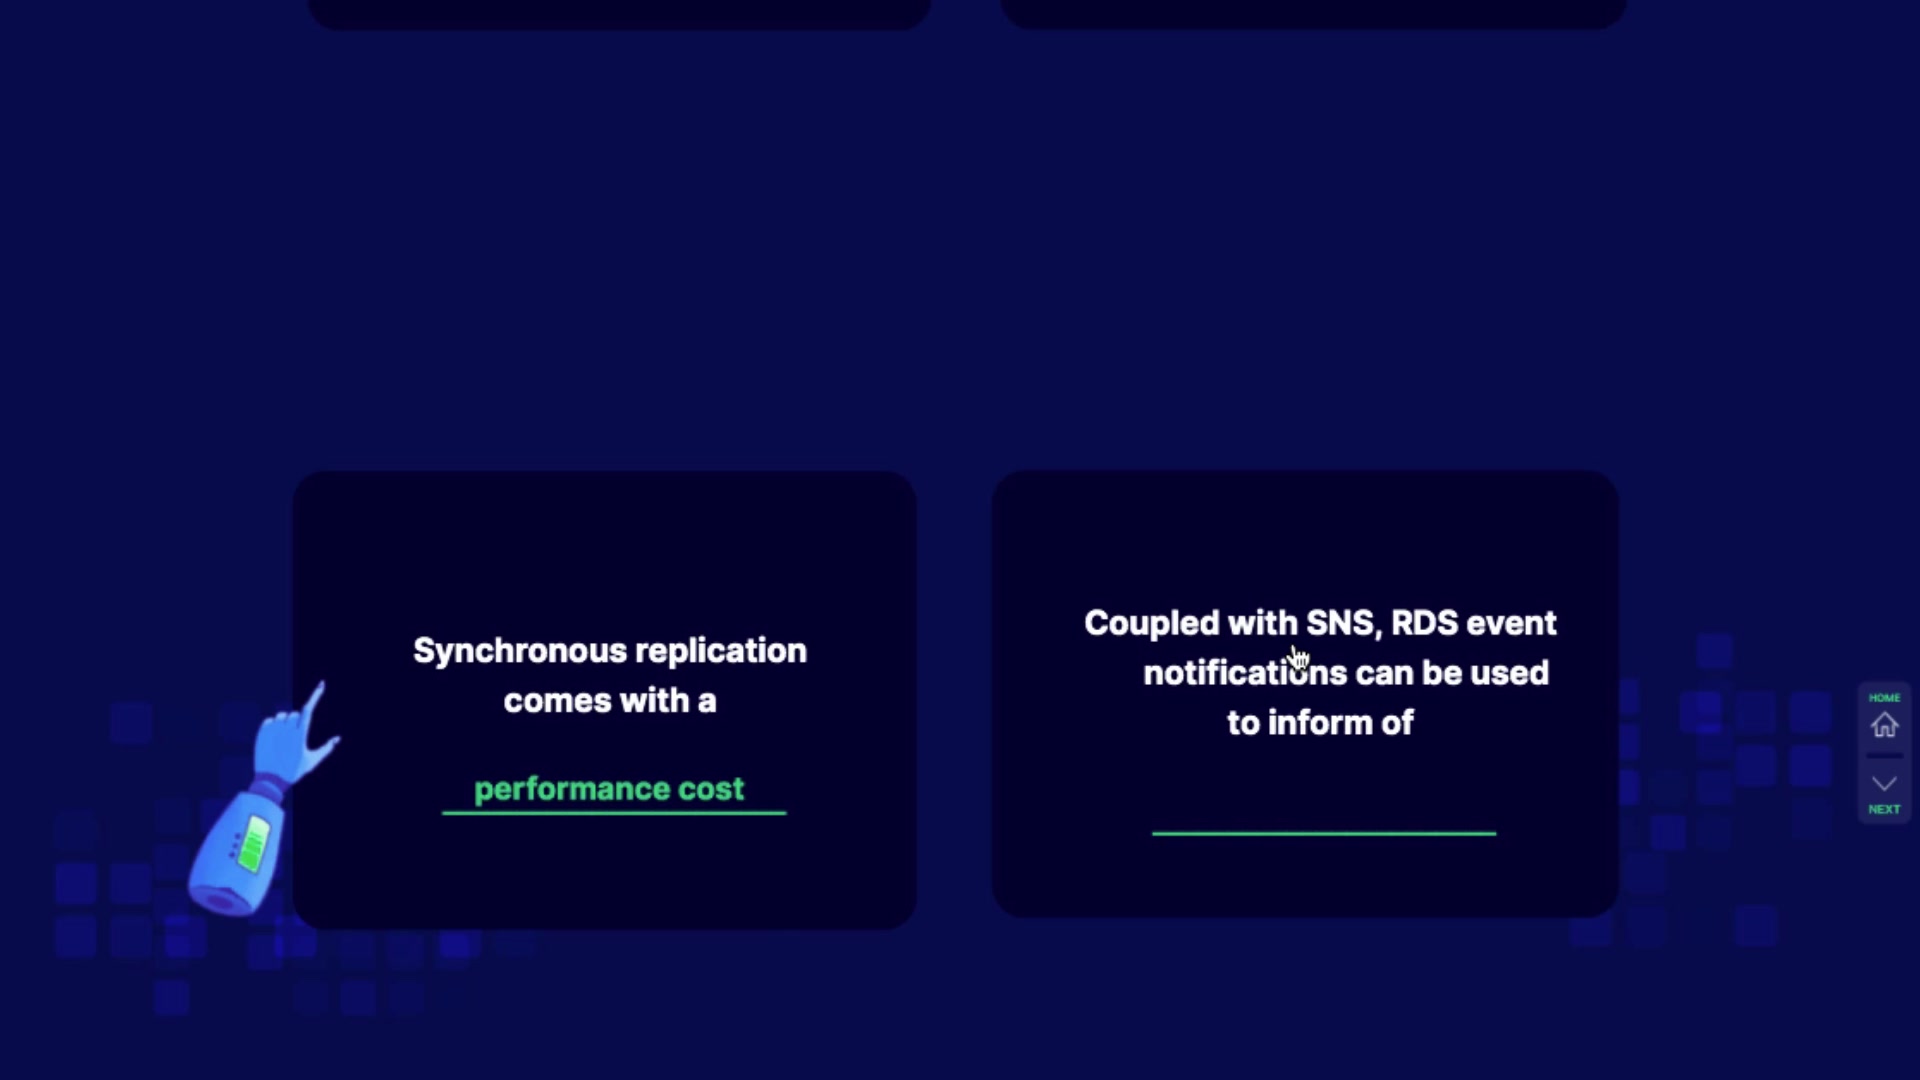 Synchronous replication
comes with a
performance cost
Coupled with SNS, RDS event
notifications can be used
to inform of
HOME
NEXT